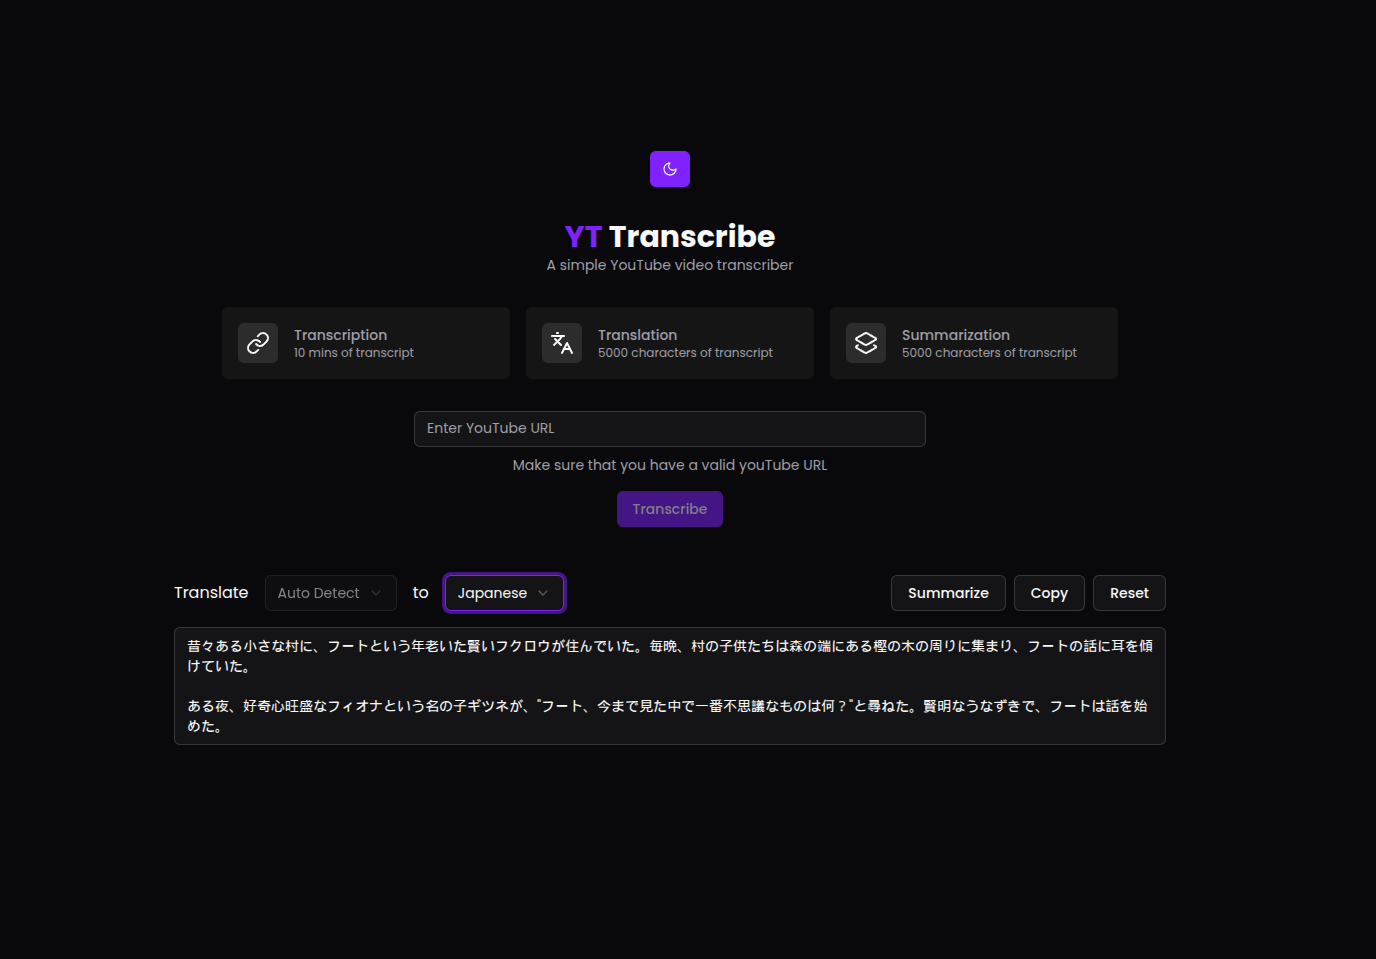 YT Transcribe
A simple YouTube video transcriber
Transcription
10 mins of transcript
Translation
5000 characters of transcript
Summarization
5000 characters of transcript
Enter YouTube URL
Make sure that you have a valid youTube URL
Transcribe
Translate Auto Detect to Japanese Summarize Copy Reset
昔々ある小さな村に、フートという年老いた賢いフクロウが住んでいた。毎晩、村の子供たちは森の端にある樫の木の周りに集まり、フートの話に耳を傾
けていた。
ある夜、好奇心旺盛なフィオナという名の子ギツネが、"フート、今まで見た中で一番不思議なものは何？"と尋ねた。賢明なうなずきで、フートは話を始
めた。